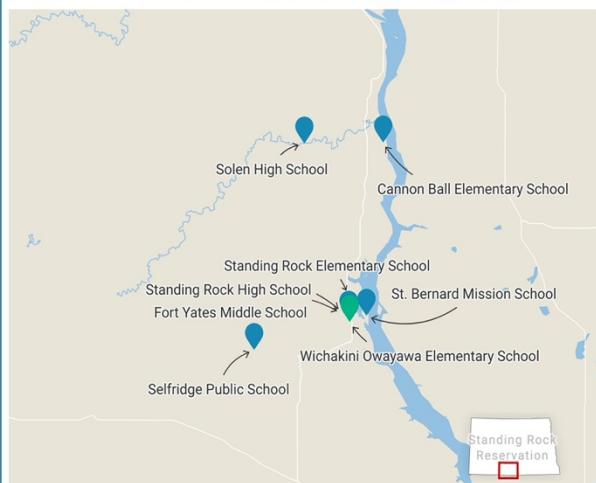 Solen High School
Cannon Ball Elementary School
Standing Rock Elementary School
Standing Rock High School
St. Bernard Mission School
Fort Yates Middle School
Wichakini Owayawa Elementary School
Selfridge Public School
Standing Rock
Reservation